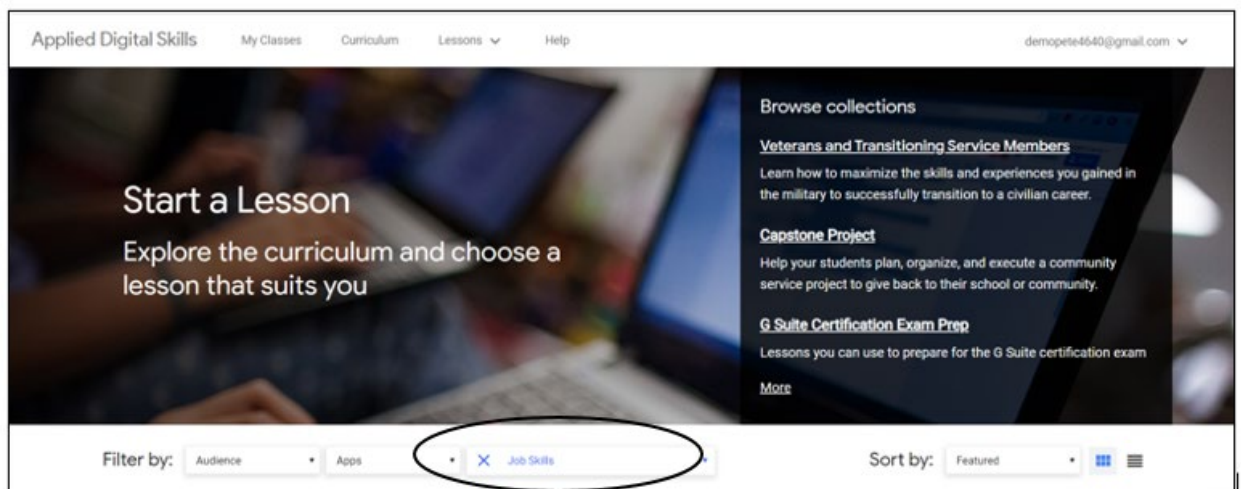 Applied Digital Skills My Classes Curriculum Lessons Help demopete4640@gmail.com
Start a Lesson
Explore the curriculum and choose a
lesson that suits you
Browse collections
Veterans and Transitioning Service Members
Learn how to maximize the skills and experiences you gained in
the military to successfully transition to a civilian career.
Capstone Project
Help your students plan, organize, and execute a community
service project to give back to their school or community.
G Suite Certification Exam Prep
Lessons you can use to prepare for the G Suite certification exam
More
Filter by: Audience Apps Job Skills Sort by: Featured